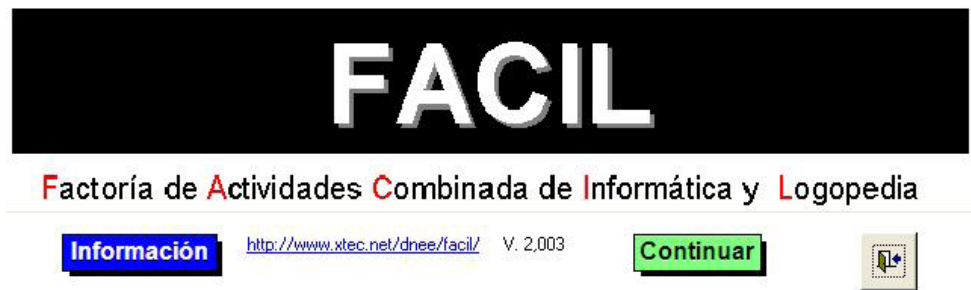 FACIL
Factoría de Actividades Combinada de Informática y Logopedia
Información http://www.xtec.net/dnee/facil/ V. 2,003 Continuar